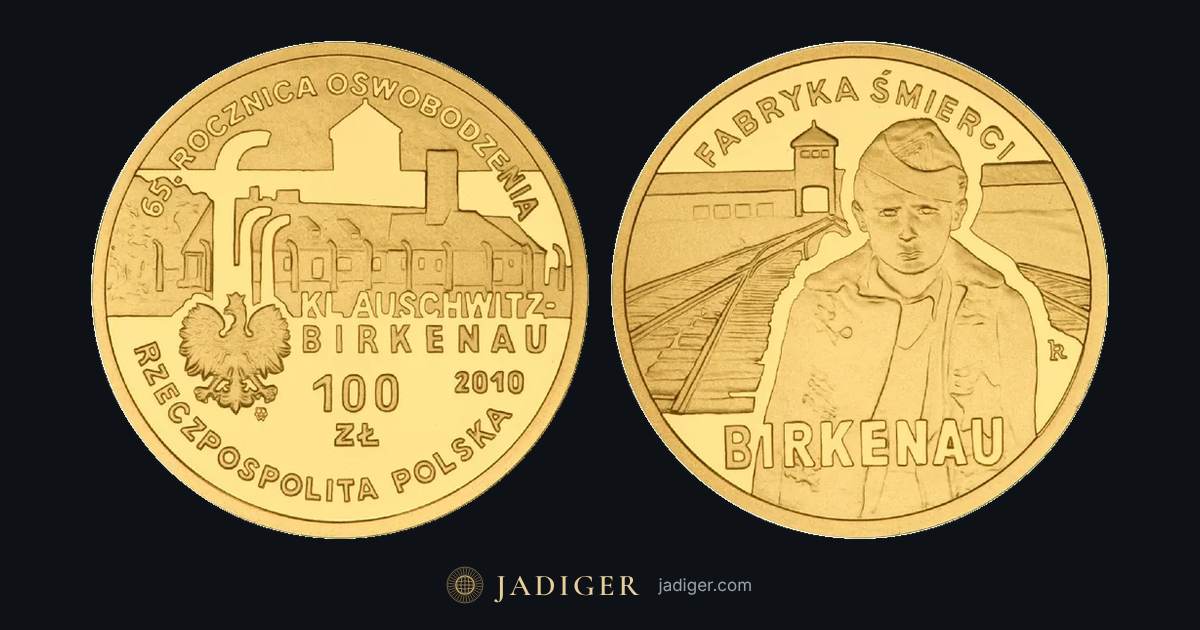 65. ROCZNICA OSWOBODZENIA
KL AUSCHWITZ-
BIRKENAU
100
ZŁ
2010
RZECZPOSPOLITA POLSKA
FABRYKA ŚMIERCI
BIRKENAU
JADIGER
jadiger.com